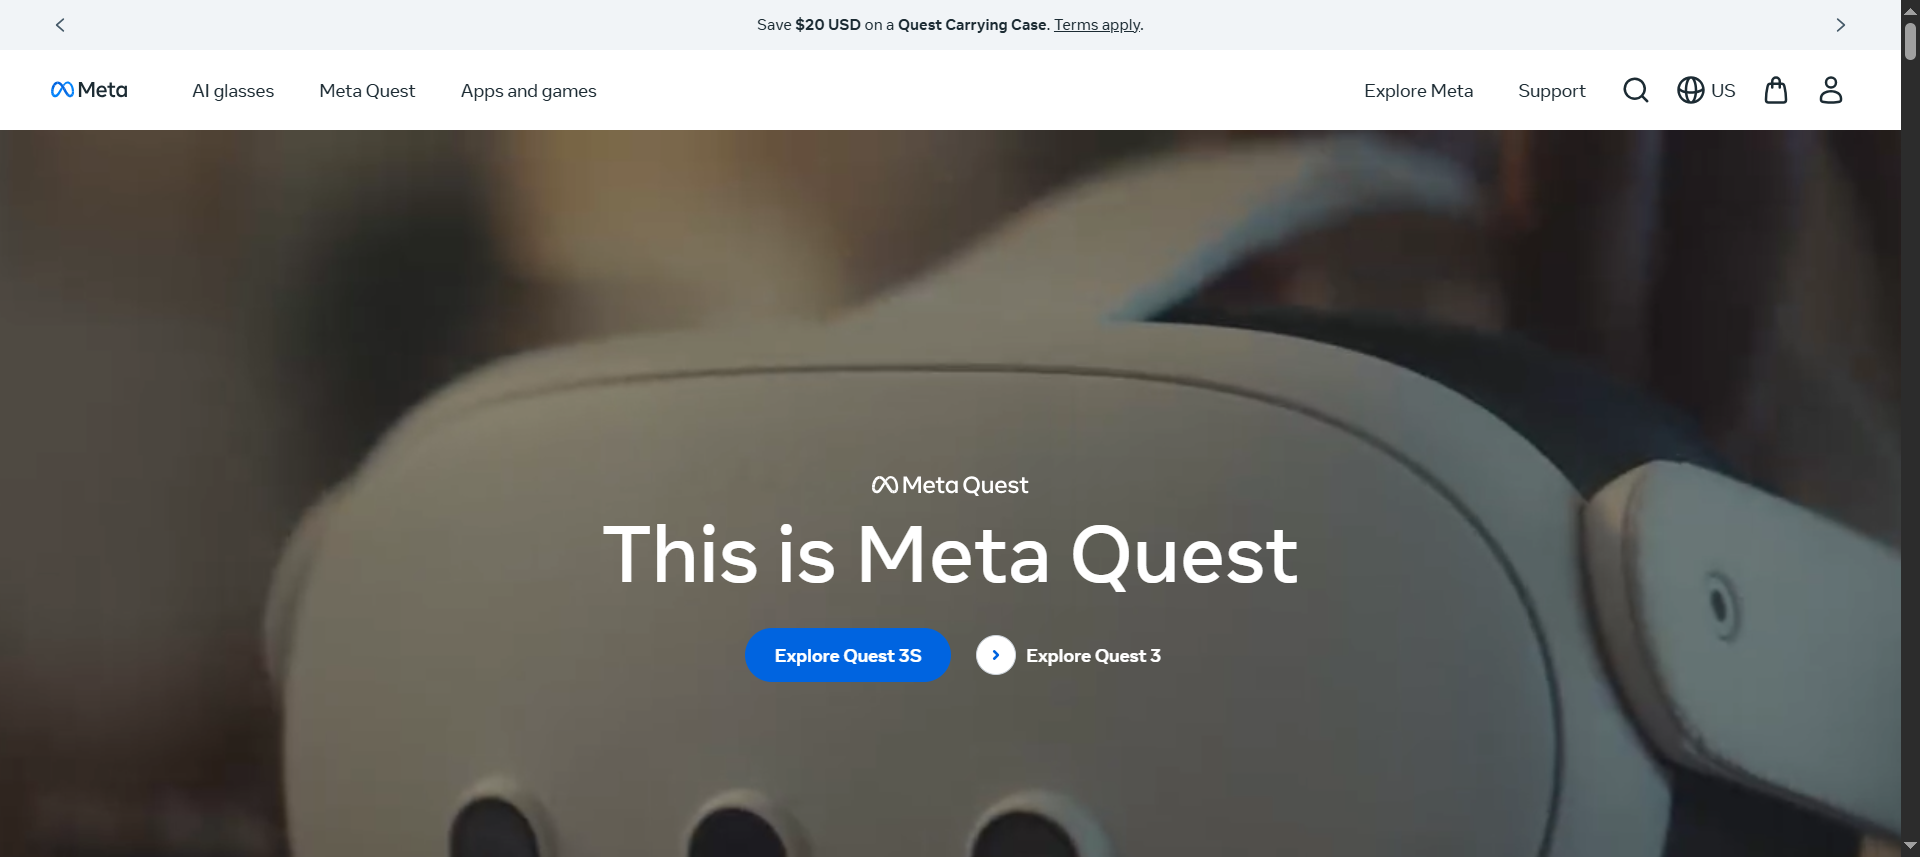 Save $20 USD on a Quest Carrying Case. Terms apply.
Meta
AI glasses
Meta Quest
Apps and games
Explore Meta
Support
US
Meta Quest
This is Meta Quest
Explore Quest 3S
Explore Quest 3